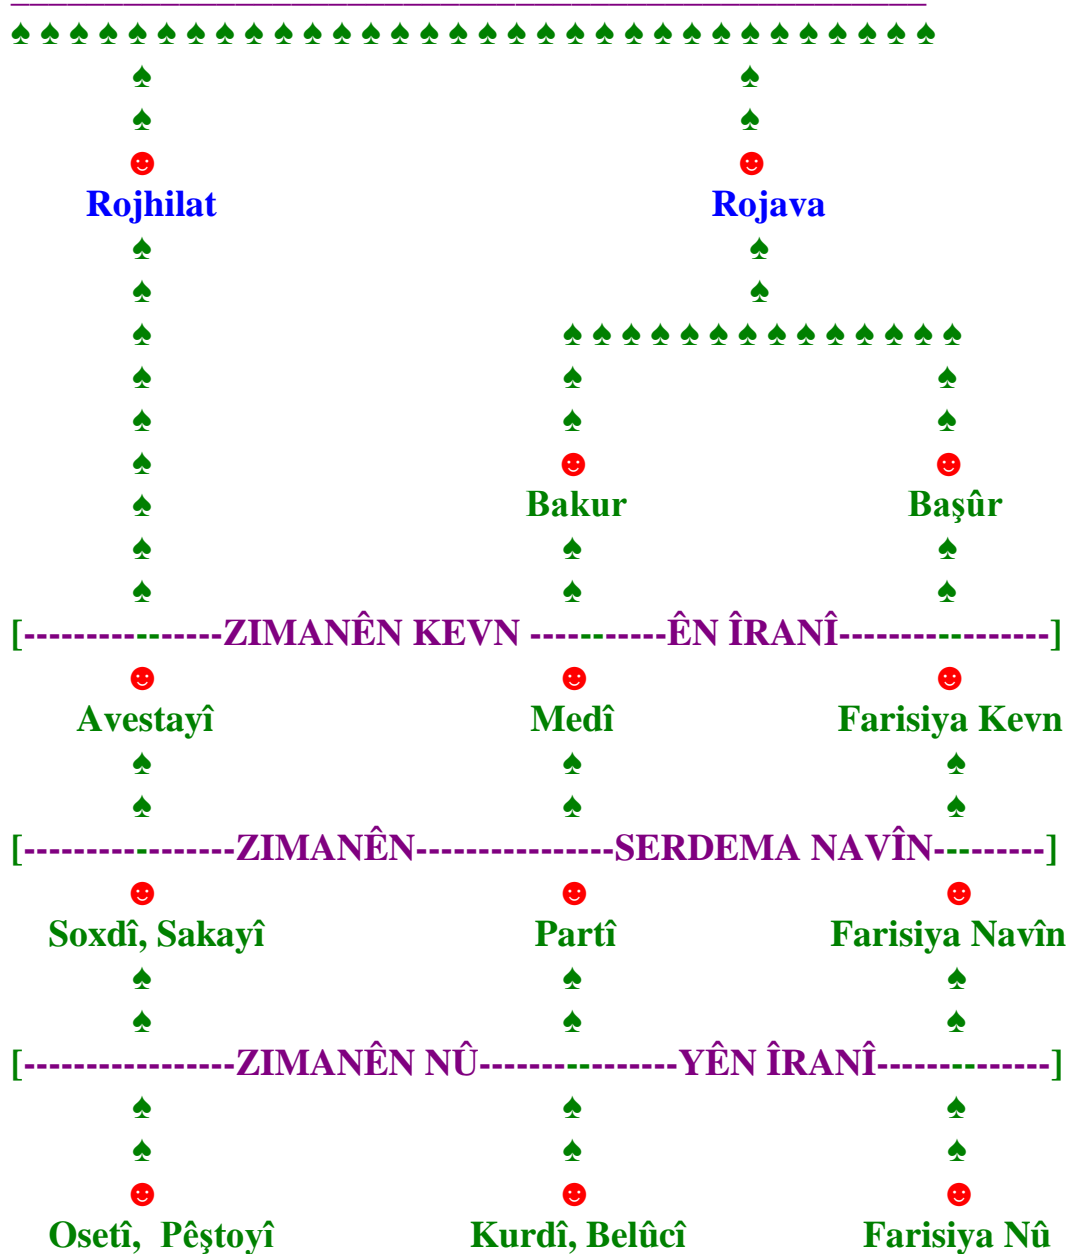 Rojhilat Rojava
Bakur Başûr
[----------------ZIMANÊN KEVN -----------ÊN ÎRANÎ-----------------]
Avestayî Medî Farisiya Kevn
[-----------------ZIMANÊN----------------SERDEMA NAVÎN---------]
Soxdî, Sakayî Partî Farisiya Navîn
[-----------------ZIMANÊN NÛ----------------YÊN ÎRANÎ--------------]
Osetî, Pêştoyî Kurdî, Belûcî Farisiya Nû